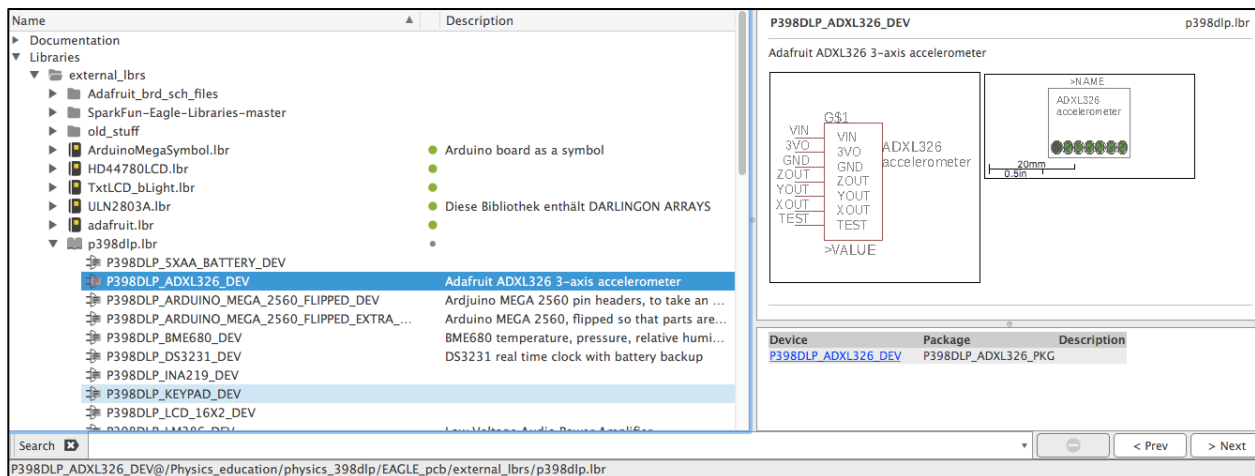 Name Description
Documentation
Libraries
external_lbrs
Adafruit_brd_sch_files
SparkFun-Eagle-Libraries-master
old_stuff
ArduinoMegaSymbol.lbr Arduino board as a symbol
HD44780LCD.lbr
TxtLCD_bLight.lbr
ULN2803A.lbr Diese Bibliothek enthält DARLINGON ARRAYS
adafruit.lbr
p398dlp.lbr
P398DLP_5XAA_BATTERY_DEV
P398DLP_ADXL326_DEV Adafruit ADXL326 3-axis accelerometer
P398DLP_ARDUINO_MEGA_2560_FLIPPED_DEV Ardjuino MEGA 2560 pin headers, to take an ...
P398DLP_ARDUINO_MEGA_2560_FLIPPED_EXTRA_... Arduino MEGA 2560, flipped so that parts are...
P398DLP_BME680_DEV BME680 temperature, pressure, relative humi...
P398DLP_DS3231_DEV DS3231 real time clock with battery backup
P398DLP_INA219_DEV
P398DLP_KEYPAD_DEV
P398DLP_LCD_16X2_DEV
P398DLP_LM386_DEV Low Voltage Audio Power Amplifier
P398DLP_ADXL326_DEV p398dlp.lbr
Adafruit ADXL326 3-axis accelerometer
G$1
VIN VIN
3VO 3VO
GND GND
ZOUT ZOUT
YOUT YOUT
XOUT XOUT
TEST TEST
ADXL326
accelerometer
>VALUE
>NAME
ADXL326
accelerometer
20mm
0.5in
Device Package Description
P398DLP_ADXL326_DEV P398DLP_ADXL326_PKG
Search < Prev > Next
P398DLP_ADXL326_DEV@/Physics_education/physics_398dlp/EAGLE_pcb/external_lbrs/p398dlp.lbr